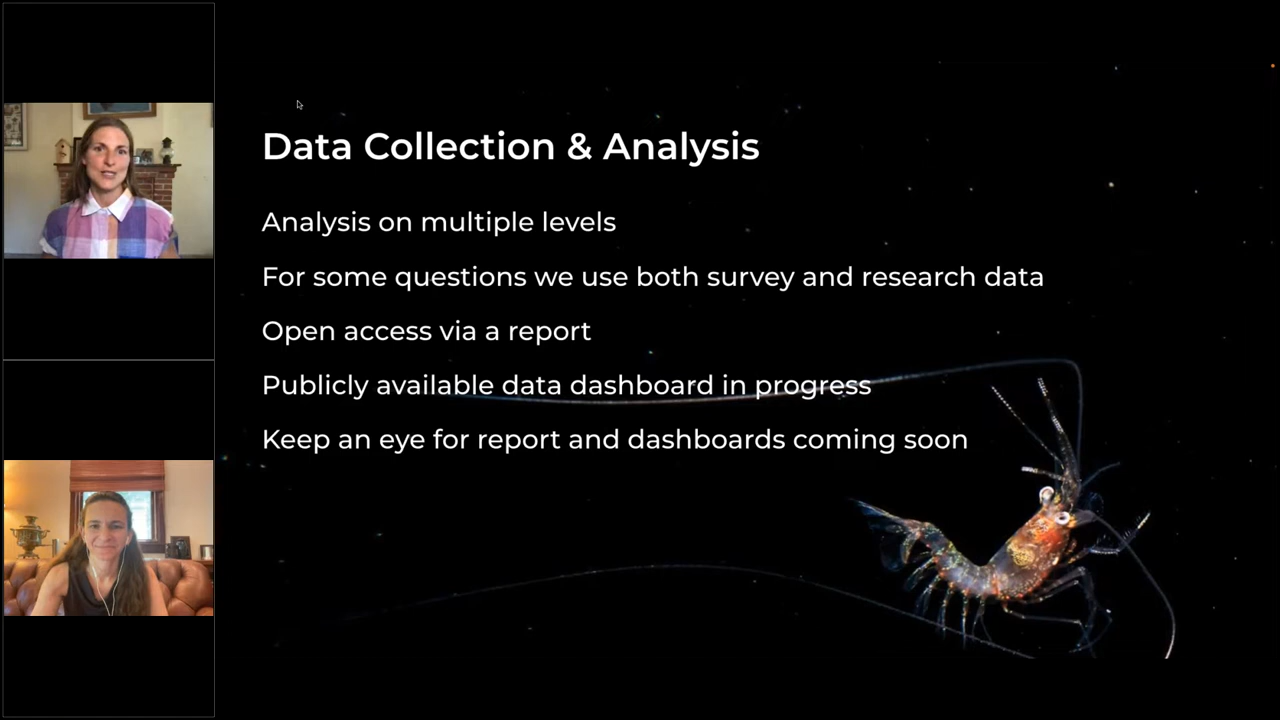 Data Collection & Analysis
Analysis on multiple levels
For some questions we use both survey and research data
Open access via a report
Publicly available data dashboard in progress
Keep an eye for report and dashboards coming soon